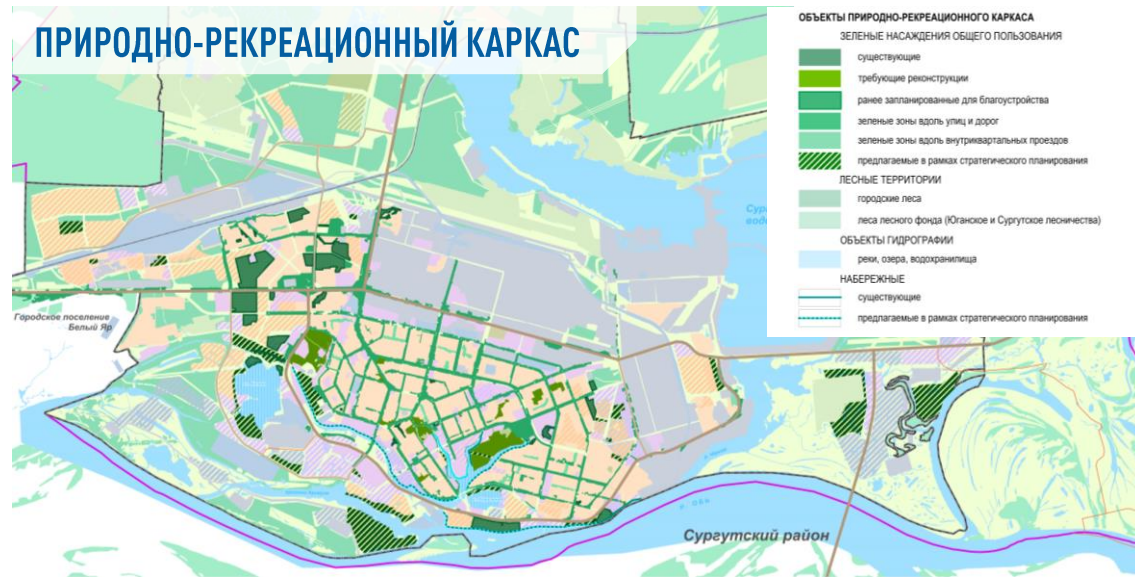 ПРИРОДНО-РЕКРЕАЦИОННЫЙ КАРКАС
ОБЪЕКТЫ ПРИРОДНО-РЕКРЕАЦИОННОГО КАРКАСА
ЗЕЛЕНЫЕ НАСАЖДЕНИЯ ОБЩЕГО ПОЛЬЗОВАНИЯ
существующие
требующие реконструкции
ранее запланированные для благоустройства
зеленые зоны вдоль улиц и дорог
зеленые зоны вдоль внутриквартальных проездов
предлагаемые в рамках стратегического планирования
ЛЕСНЫЕ ТЕРРИТОРИИ
городские леса
леса лесного фонда (Юганское и Сургутское лесничества)
ОБЪЕКТЫ ГИДРОГРАФИИ
реки, озера, водохранилища
НАБЕРЕЖНЫЕ
существующие
предлагаемые в рамках стратегического планирования
Городское поселение
Белый Яр
р. Обь
Сургутский район